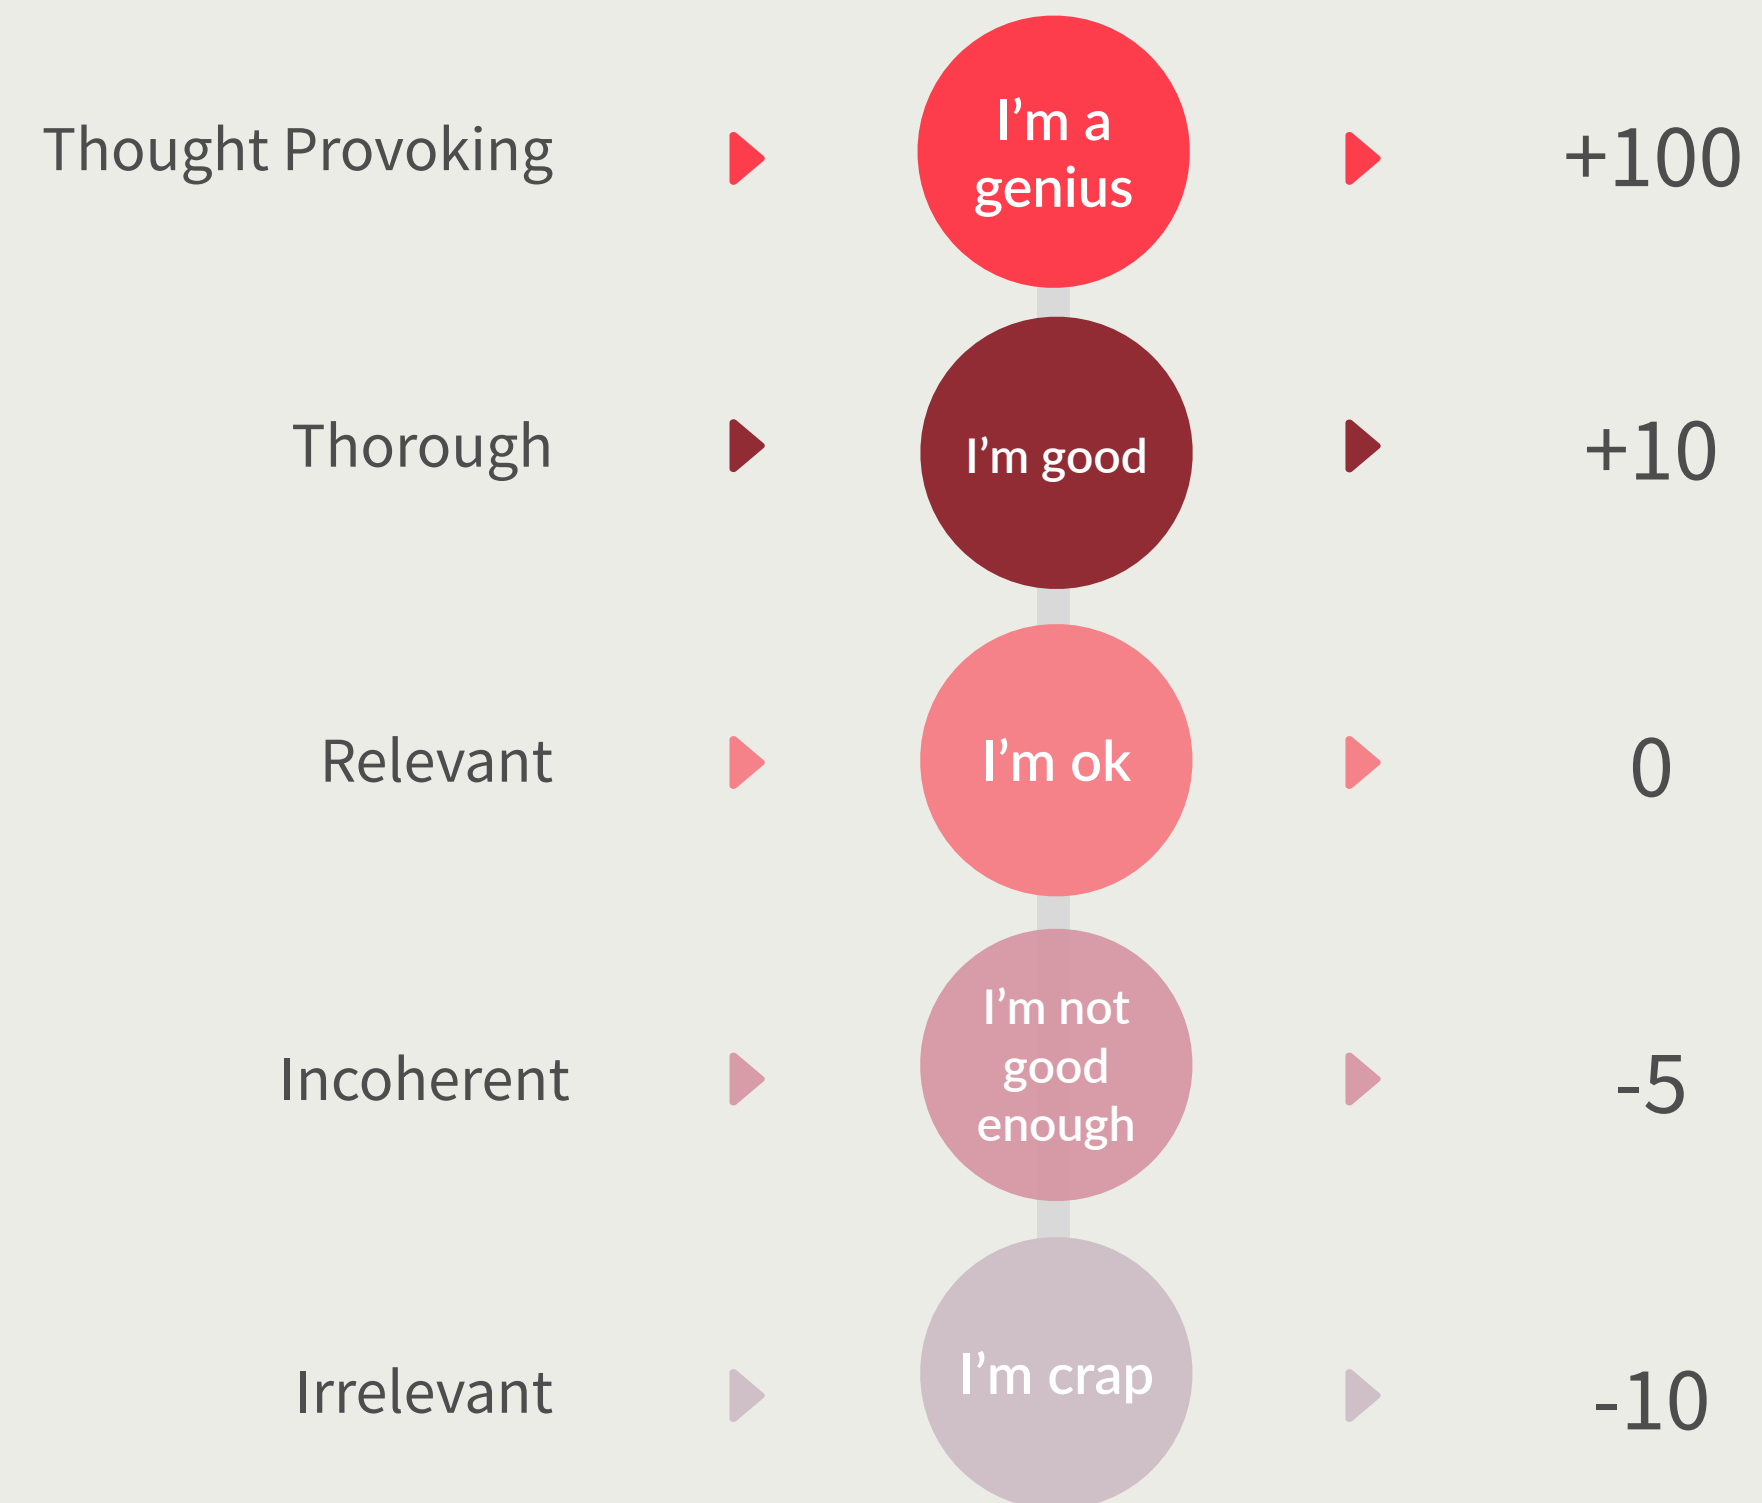 Thought Provoking
I’m a
genius
+100
Thorough
I’m good
+10
Relevant
I’m ok
0
Incoherent
I’m not
good
enough
-5
Irrelevant
I’m crap
-10